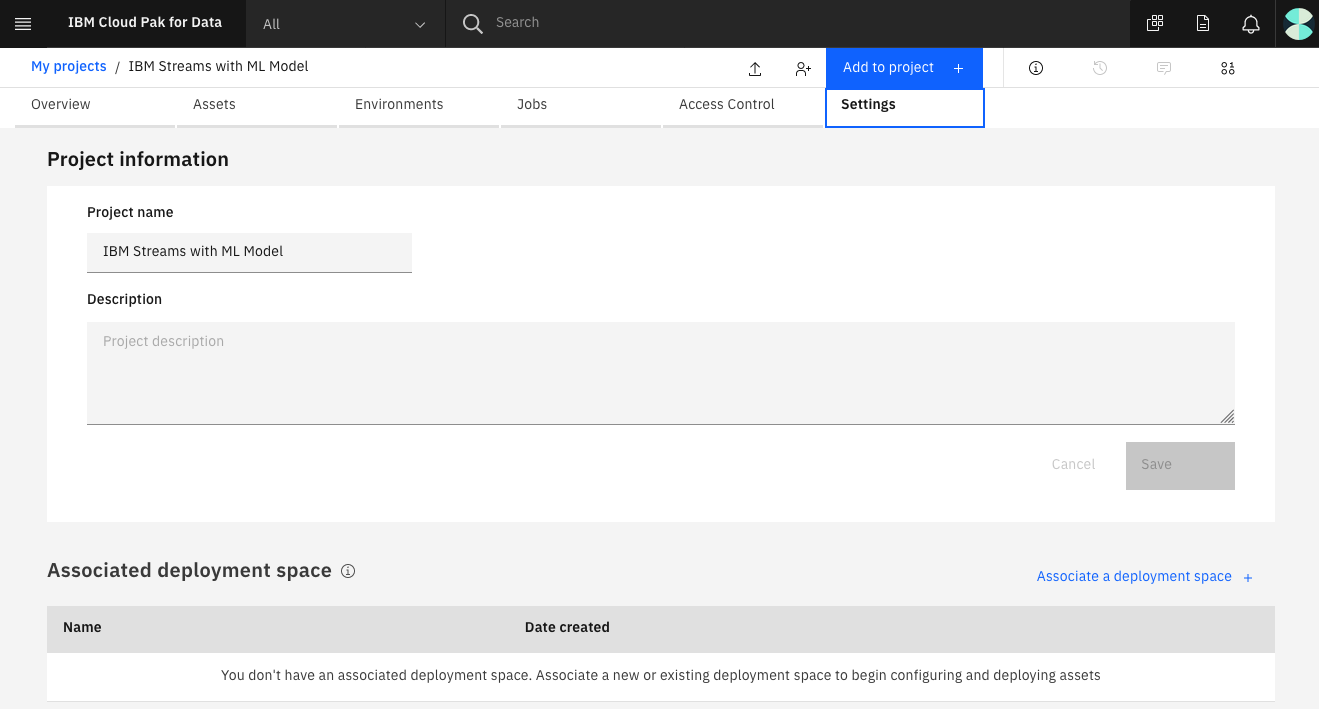 IBM Cloud Pak for Data
All
Search
My projects / IBM Streams with ML Model
Add to project +
Overview
Assets
Environments
Jobs
Access Control
Settings
Project information
Project name
IBM Streams with ML Model
Description
Project description
Cancel
Save
Associated deployment space
Associate a deployment space +
Name
Date created
You don't have an associated deployment space. Associate a new or existing deployment space to begin configuring and deploying assets